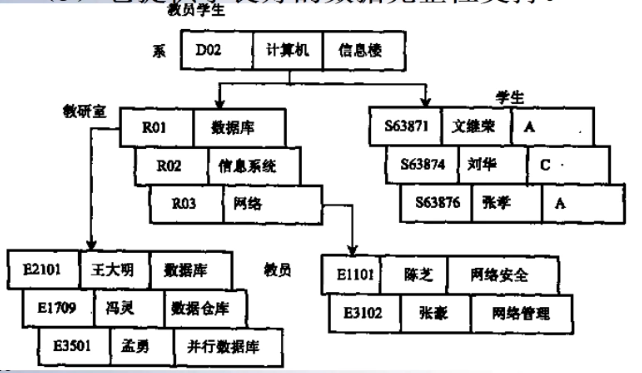 教员学生
系 D02 计算机 信息楼
教研室
学生
R01 数据库
S63871 文继荣 A
R02 信息系统
S63874 刘华 C
R03 网络
S63876 张孝 A
E2101 王大明 数据库
教员
E1101 陈芝 网络安全
E1709 冯灵 数据仓库
E3102 张豪 网络管理
E3501 孟勇 并行数据库